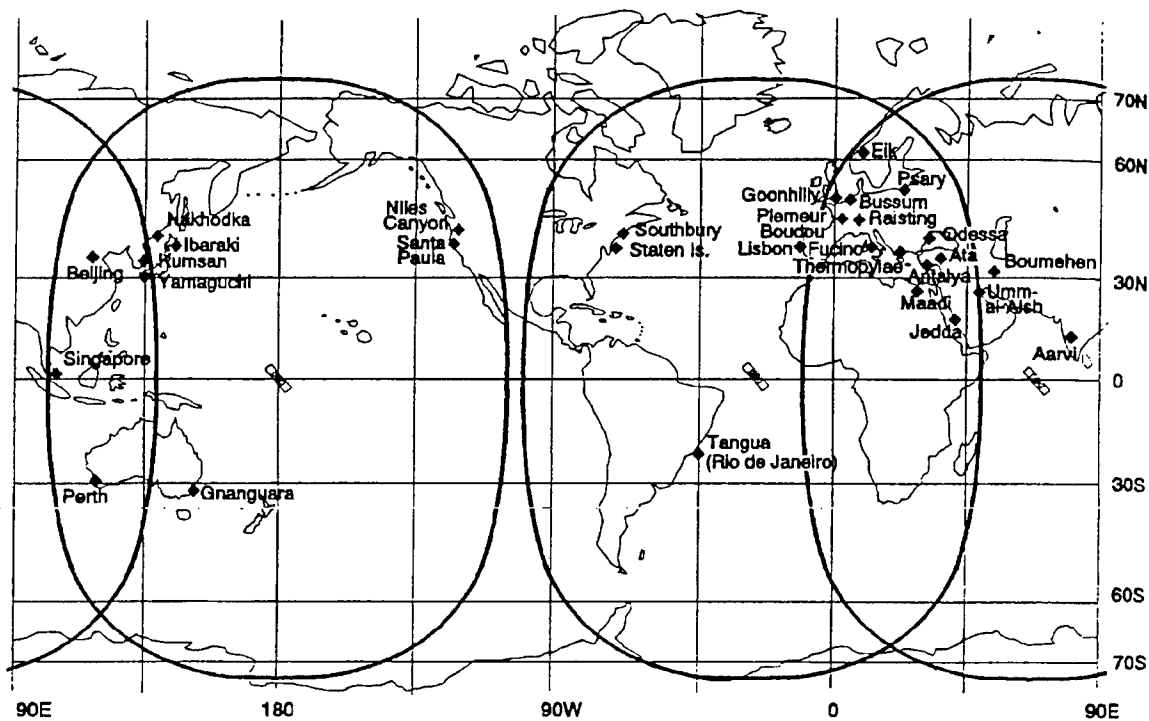 70N
60N
Eik
Psary
Goonhilly
Bussum
Plemeur
Boudou
Raisting
Niles
Canyon
Santa
Paula
Southbury
Staten Is.
Nakhodka
Ibaraki
Kumsan
Yamaguchi
Beijing
Lisbon
Fucino
Odessa
Ata
Boumehen
Thermopylae
Antalya
30N
Maadi
Umm-
al-Aish
Jedda
Aarvi
Singapore
0
Tangua
(Rio de Janeiro)
Perth
Gnangara
30S
60S
70S
90E
180
90W
0
90E